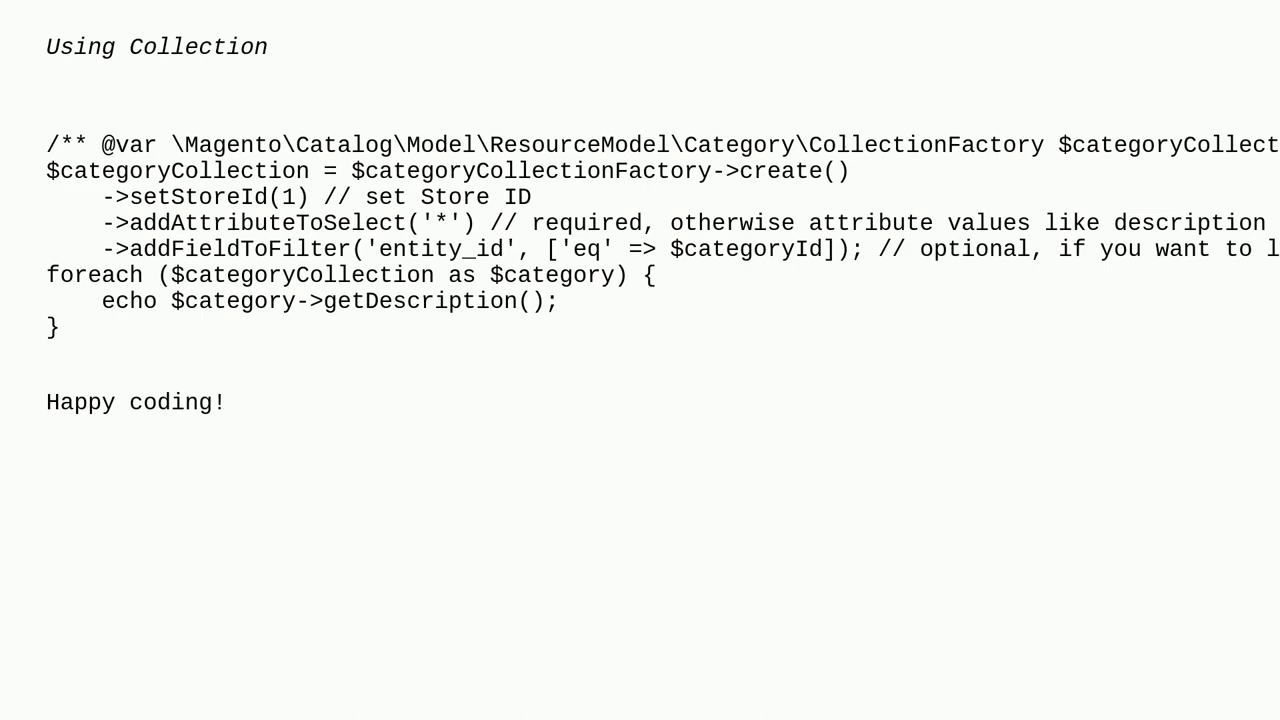 Using Collection
/** @var \Magento\Catalog\Model\ResourceModel\Category\CollectionFactory $categoryCollect
$categoryCollection = $categoryCollectionFactory->create()
    ->setStoreId(1) // set Store ID
    ->addAttributeToSelect('*') // required, otherwise attribute values like description
    ->addFieldToFilter('entity_id', ['eq' => $categoryId]); // optional, if you want to l
foreach ($categoryCollection as $category) {
    echo $category->getDescription();
}
Happy coding!